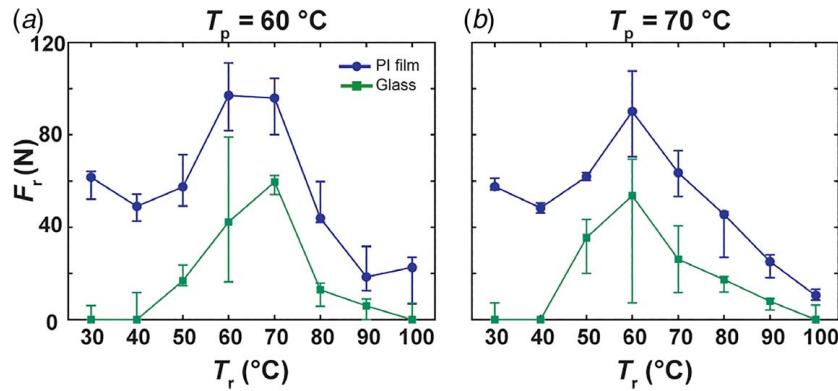 (a) Tp = 60 °C
(b) Tp = 70 °C
120
80
40
0
Fr (N)
PI film
Glass
30 40 50 60 70 80 90 100
30 40 50 60 70 80 90 100
Tr (°C)
Tr (°C)